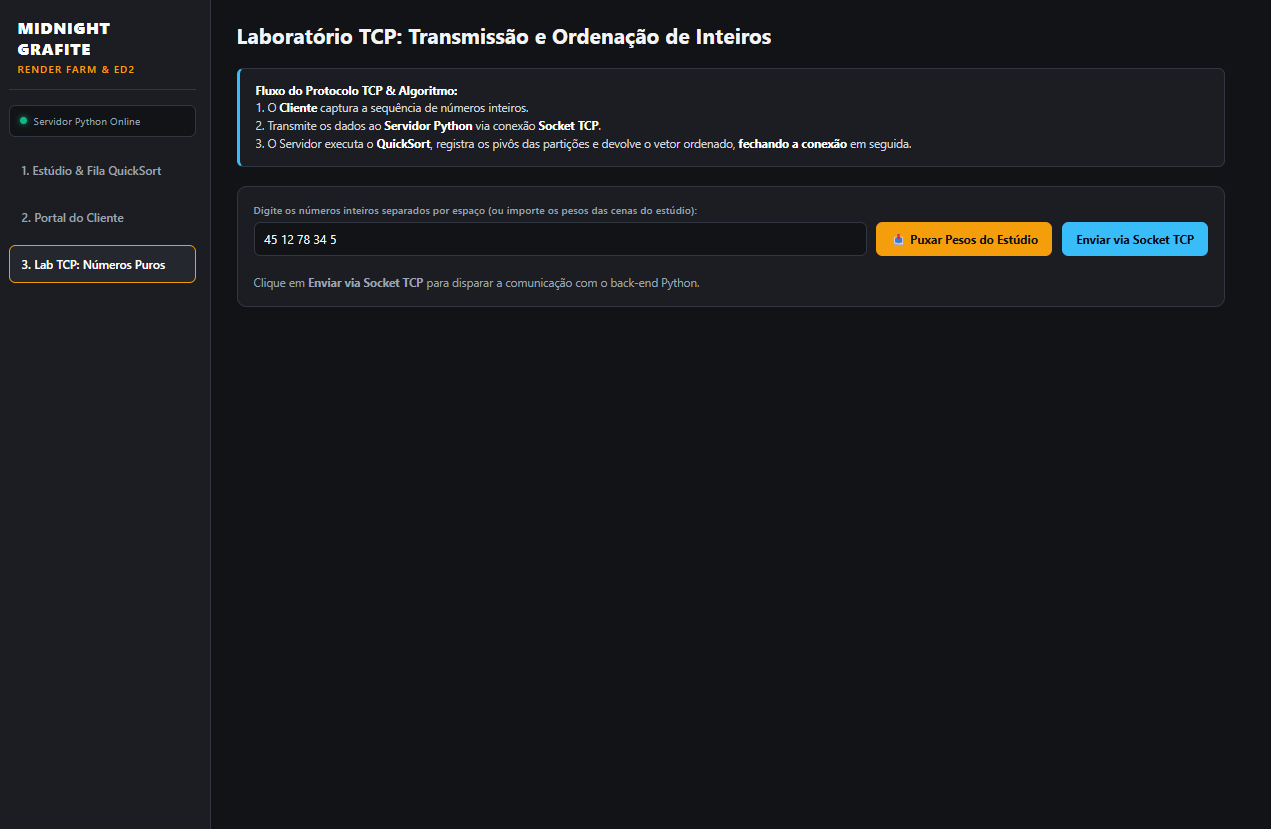 MIDNIGHT
GRAFITE
RENDER FARM & ED2
Servidor Python Online
1. Estúdio & Fila QuickSort
2. Portal do Cliente
3. Lab TCP: Números Puros
Laboratório TCP: Transmissão e Ordenação de Inteiros
Fluxo do Protocolo TCP & Algoritmo:
1. O Cliente captura a sequência de números inteiros.
2. Transmite os dados ao Servidor Python via conexão Socket TCP.
3. O Servidor executa o QuickSort, registra os pivôs das partições e devolve o vetor ordenado, fechando a conexão em seguida.
Digite os números inteiros separados por espaço (ou importe os pesos das cenas do estúdio):
45 12 78 34 5
Puxar Pesos do Estúdio
Enviar via Socket TCP
Clique em Enviar via Socket TCP para disparar a comunicação com o back-end Python.